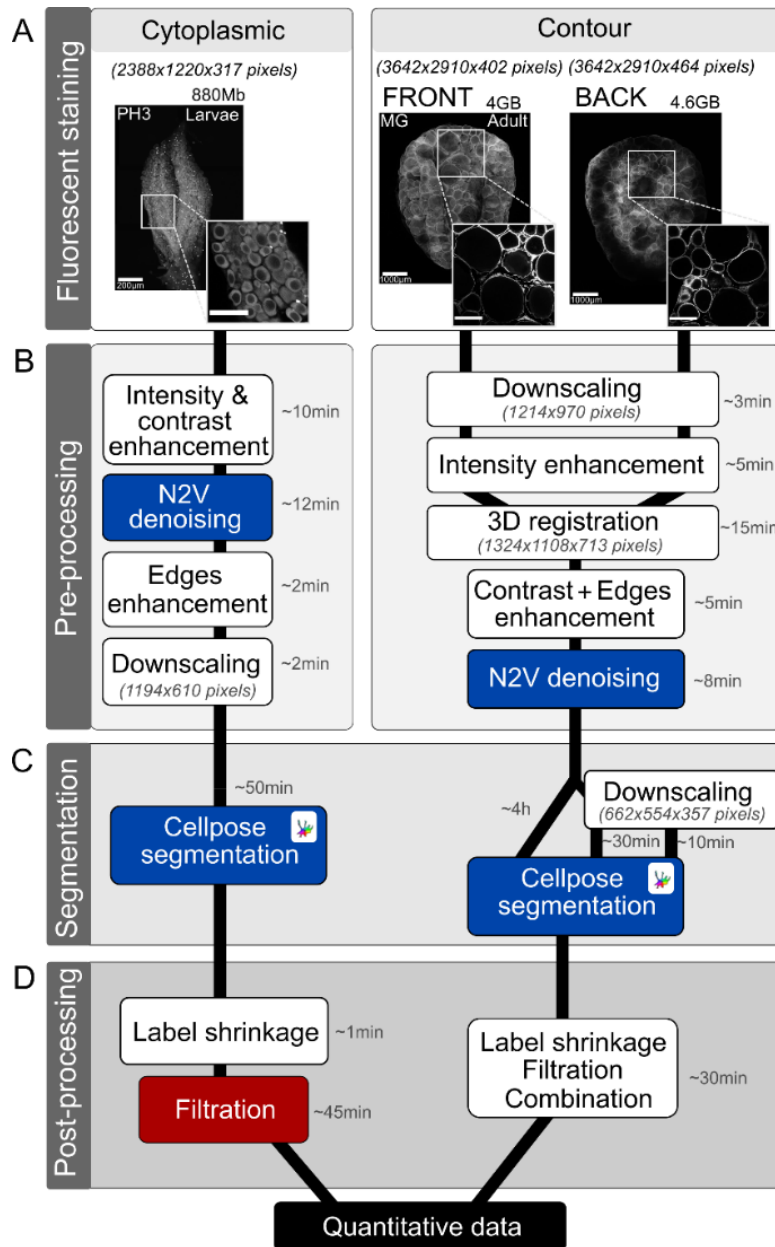 A
Fluorescent staining
Cytoplasmic
(2388x1220x317 pixels)
880Mb
PH3
Larvae
200µm
Contour
(3642x2910x402 pixels)
(3642x2910x464 pixels)
FRONT
4GB
BACK
4.6GB
MG
Adult
1000µm
1000µm
B
Pre-processing
Intensity &
contrast
enhancement
~10min
N2V
denoising
~12min
Edges
enhancement
~2min
Downscaling
(1194x610 pixels)
~2min
Downscaling
(1214x970 pixels)
~3min
Intensity enhancement
~5min
3D registration
(1324x1108x713 pixels)
~15min
Contrast + Edges
enhancement
~5min
N2V denoising
~8min
C
Segmentation
~50min
Cellpose
segmentation
~4h
Downscaling
(662x554x357 pixels)
~30min
~10min
Cellpose
segmentation
D
Post-processing
Label shrinkage
~1min
Filtration
~45min
Label shrinkage
Filtration
Combination
~30min
Quantitative data